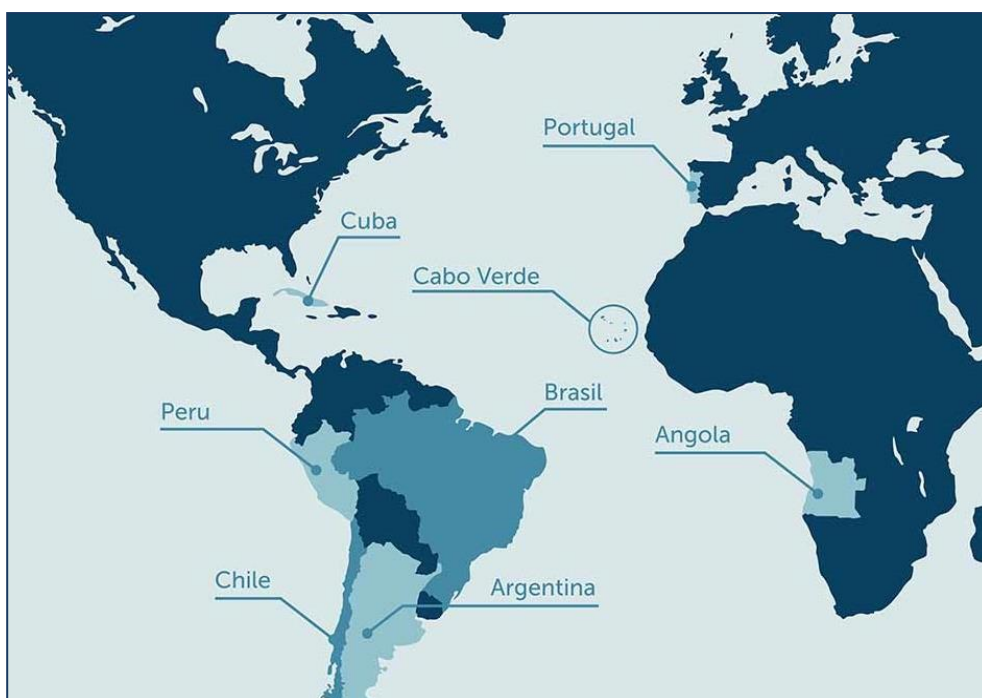 Portugal
Cuba
Cabo Verde
Brasil
Peru
Angola
Chile
Argentina